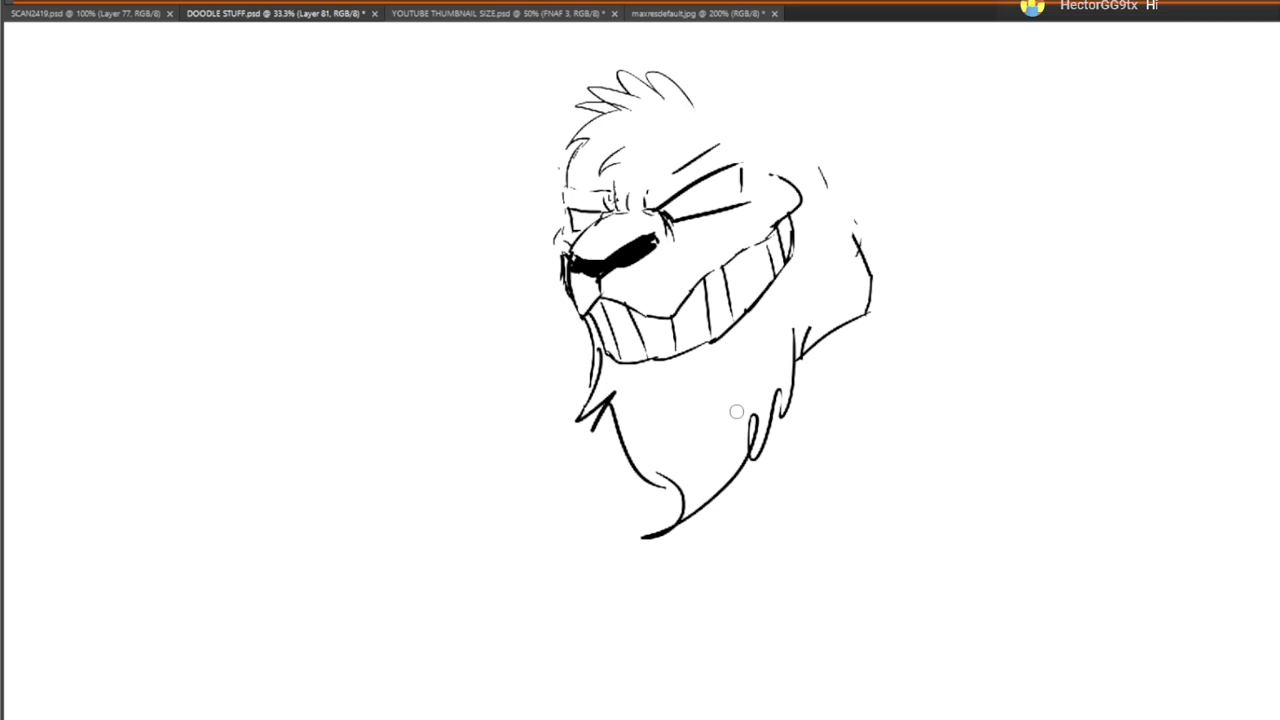 HectorGG9tx Hi
SCAN2419.psd @ 100% (Layer 77, RGB/8) DOODLE STUFF.psd @ 33.3% (Layer 81, RGB/8) * YOUTUBE THUMBNAIL SIZE.psd @ 50% (FNAF 3, RGB/8) * maxresdefault.jpg @ 200% (RGB/8) *